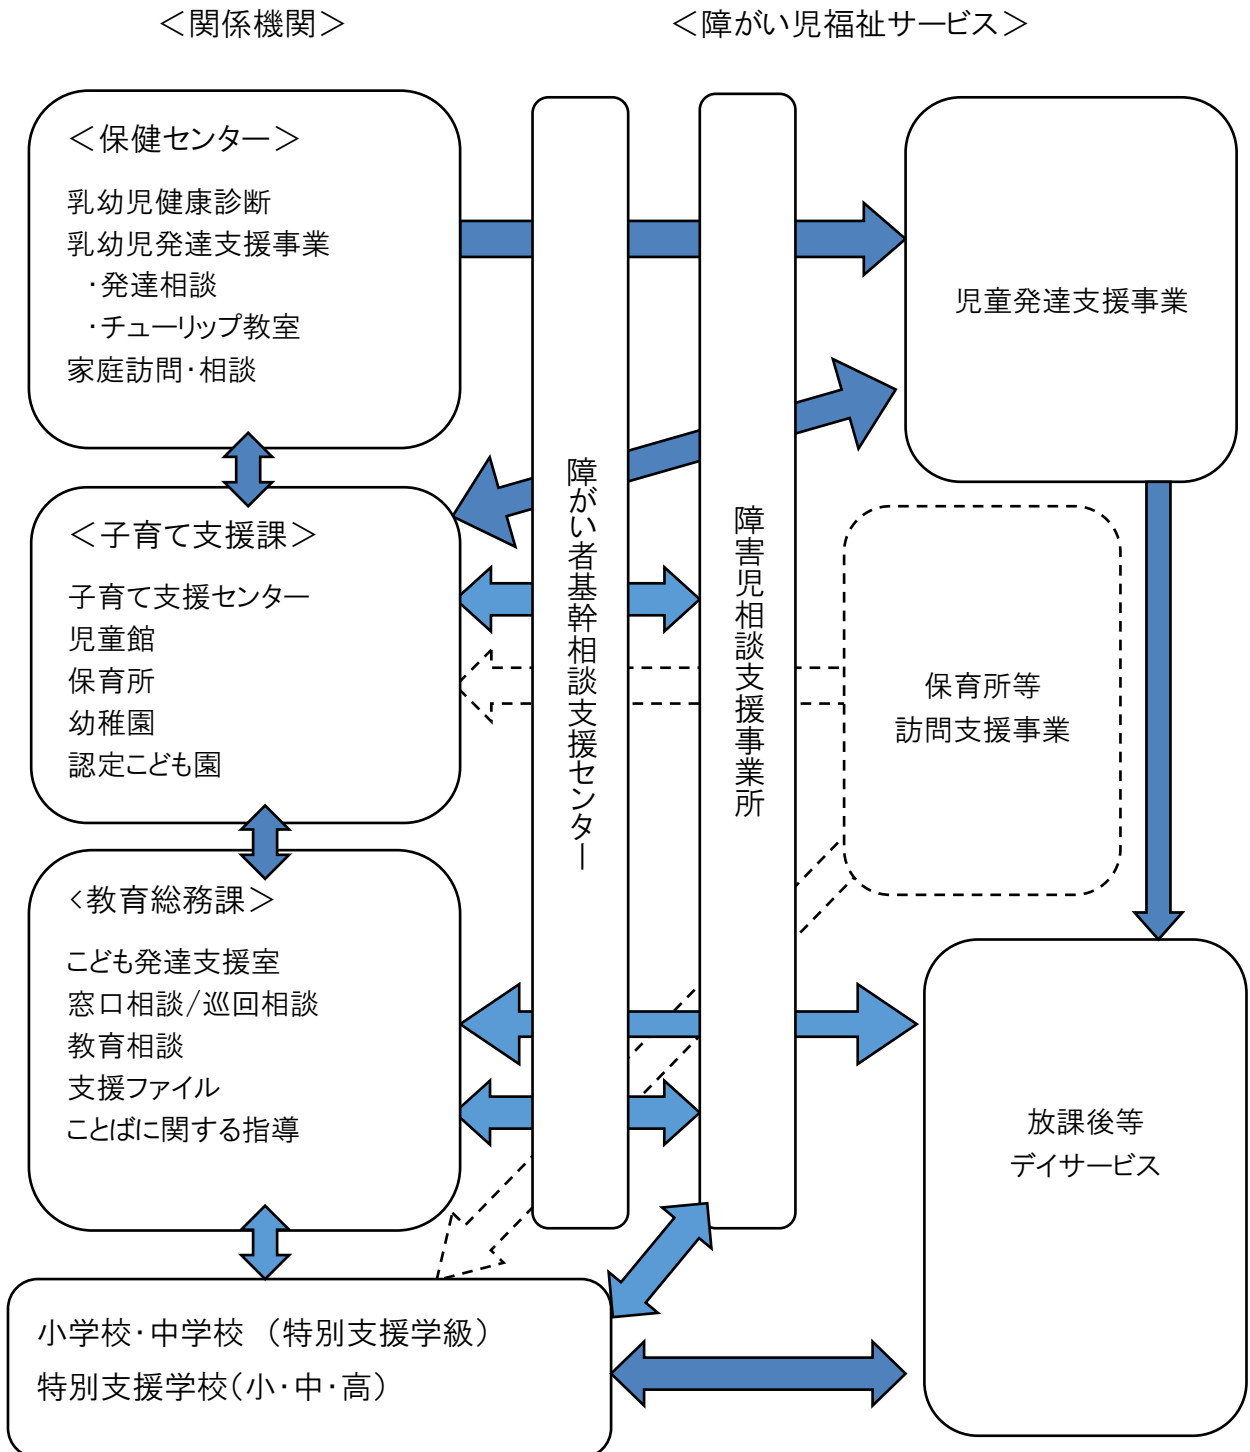 ＜関係機関＞
＜障がい児福祉サービス＞
＜保健センター＞
乳幼児健康診断
乳幼児発達支援事業
・発達相談
・チューリップ教室
家庭訪問・相談
＜子育て支援課＞
子育て支援センター
児童館
保育所
幼稚園
認定こども園
<教育総務課＞
こども発達支援室
窓口相談/巡回相談
教育相談
支援ファイル
ことばに関する指導
小学校・中学校 （特別支援学級）
特別支援学校(小・中・高)
障がい者基幹相談支援センター
障害児相談支援事業所
児童発達支援事業
保育所等
訪問支援事業
放課後等
デイサービス